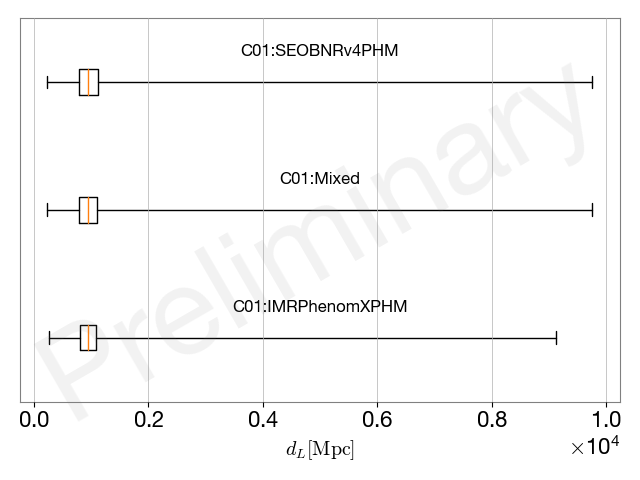 C01:SEOBNRv4PHM
C01:Mixed
C01:IMRPhenomXPHM
Preliminary
0.0 0.2 0.4 0.6 0.8 1.0
×10⁴
d_L[Mpc]